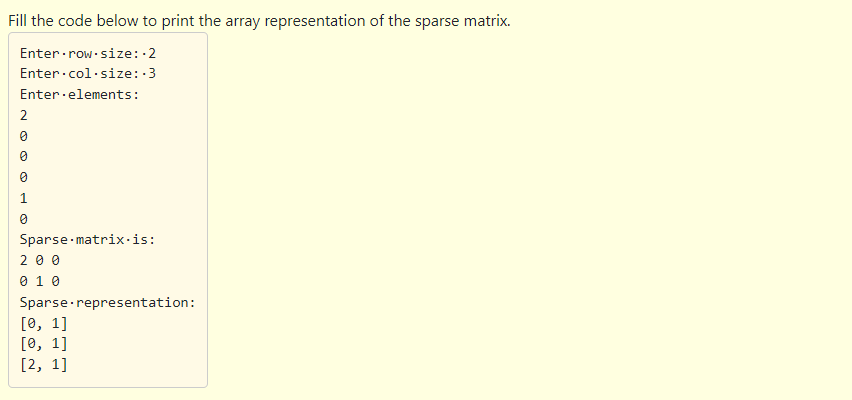 Fill the code below to print the array representation of the sparse matrix.
Enter·row·size:·2
Enter·col·size:·3
Enter·elements:
2
0
0
0
1
0
Sparse·matrix·is:
2 0 0
0 1 0
Sparse·representation:
[0, 1]
[0, 1]
[2, 1]